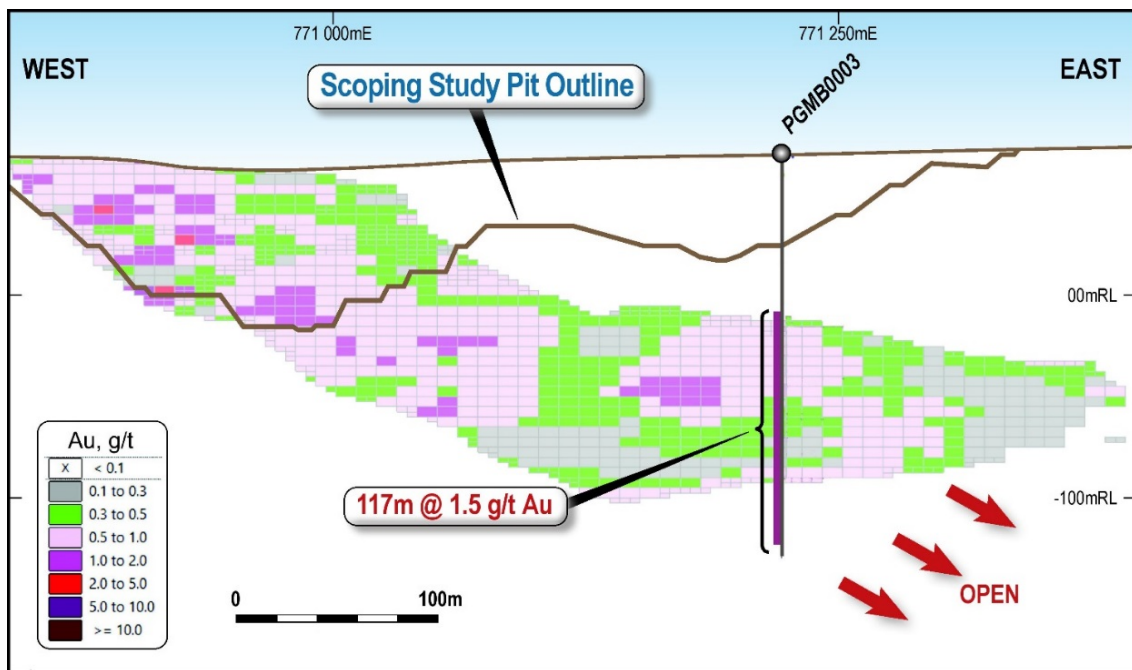 771 000mE
771 250mE
WEST
EAST
Scoping Study Pit Outline
PGMB0003
00mRL
Au, g/t
X < 0.1
0.1 to 0.3
0.3 to 0.5
0.5 to 1.0
1.0 to 2.0
2.0 to 5.0
5.0 to 10.0
>= 10.0
117m @ 1.5 g/t Au
-100mRL
OPEN
0 100m